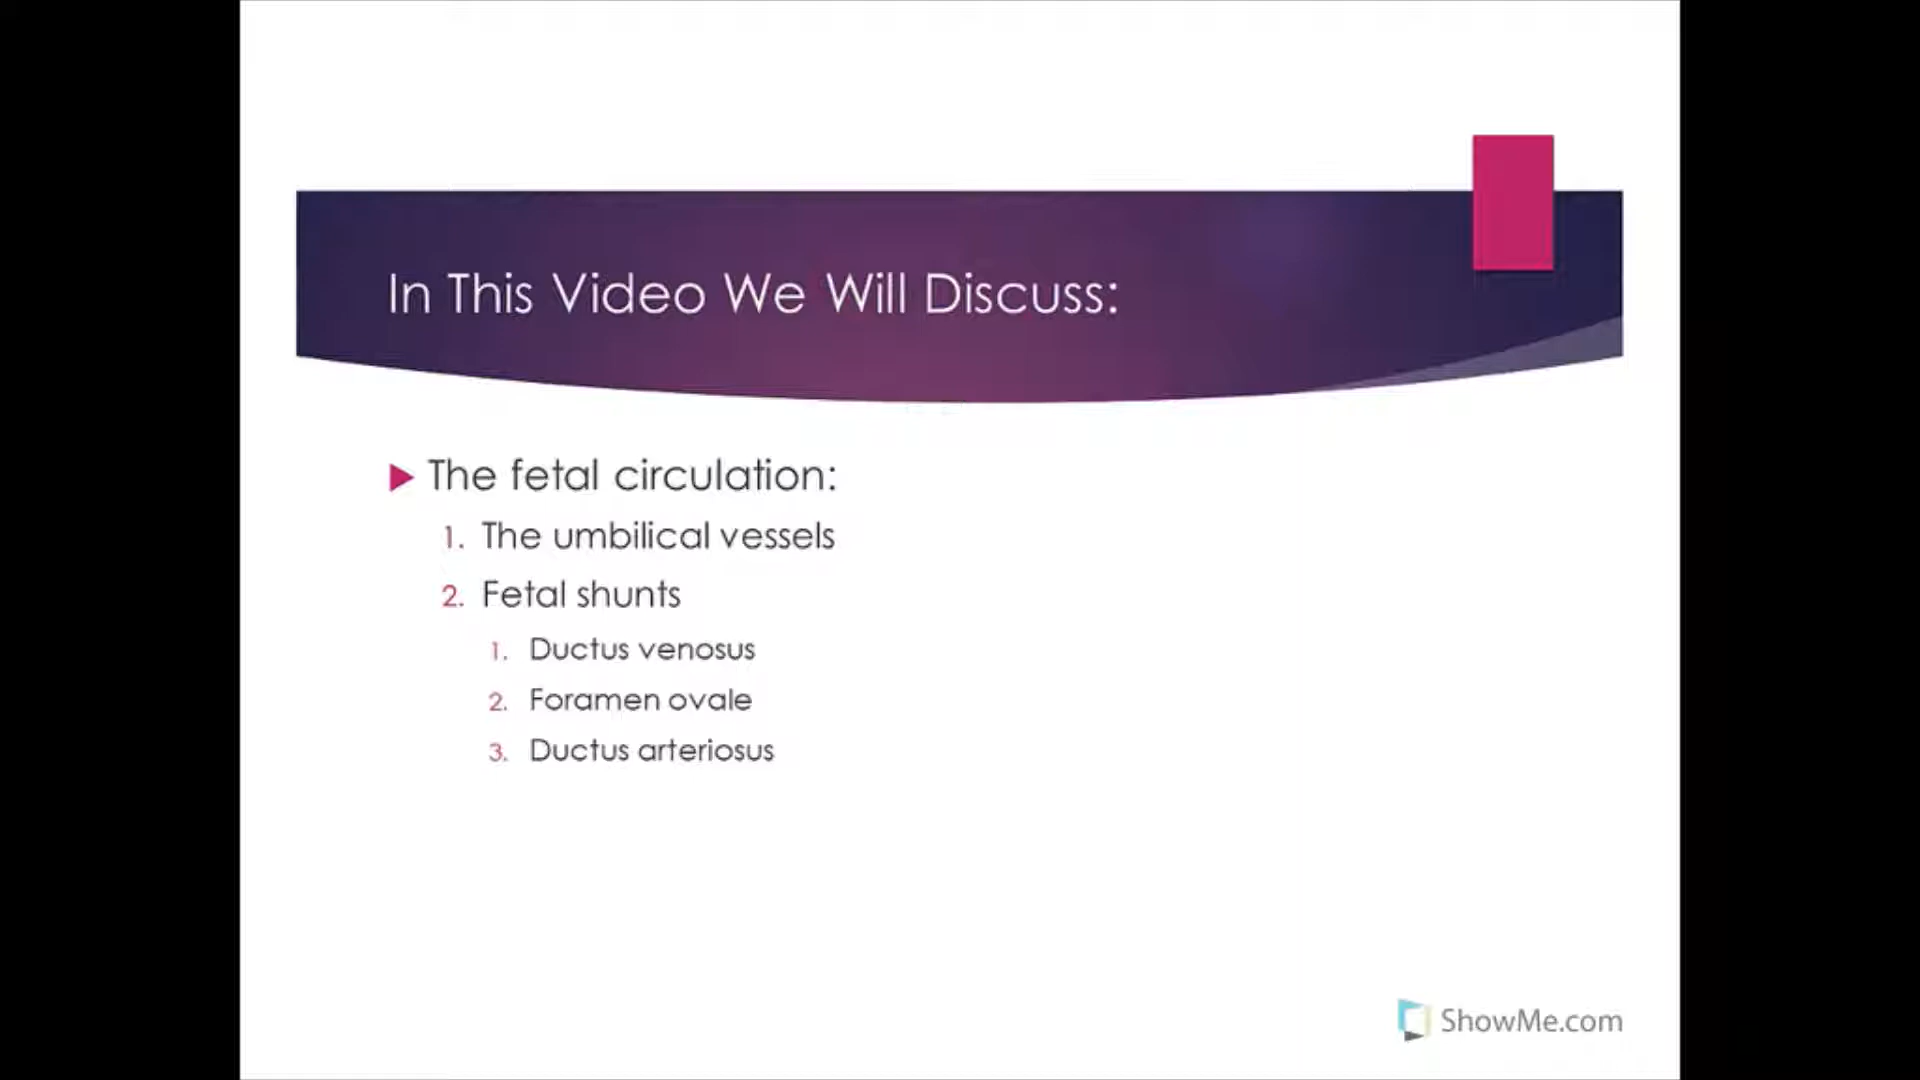 In This Video We Will Discuss:
The fetal circulation:
1. The umbilical vessels
2. Fetal shunts
1. Ductus venosus
2. Foramen ovale
3. Ductus arteriosus
ShowMe.com